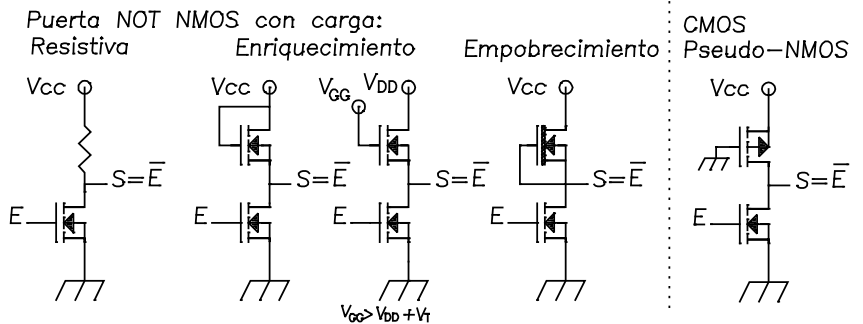 Puerta NOT NMOS con carga:
Resistiva
Enriquecimiento
Empobrecimiento
CMOS
Pseudo-NMOS
Vcc
Vcc
V_GG
V_DD
Vcc
Vcc
S=E̅
S=E̅
S=E̅
S=E̅
S=E̅
E
E
E
E
E
V_GG>V_DD+V_T